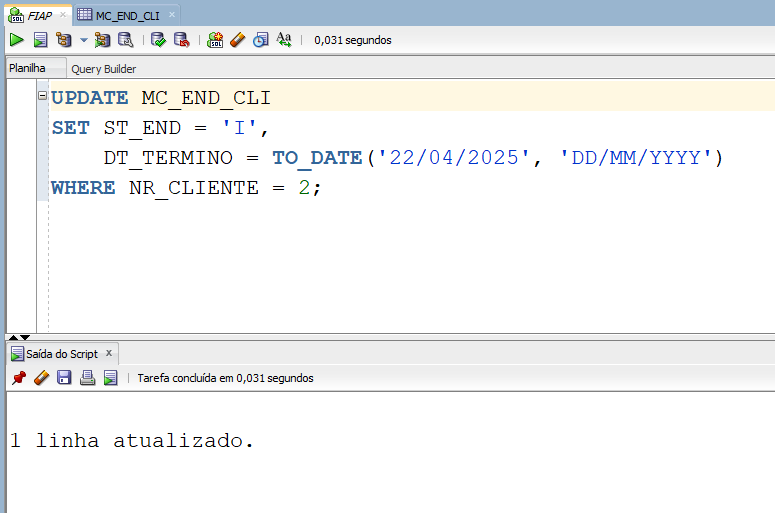 FIAP
MC_END_CLI
SQL
0,031 segundos
Planilha
Query Builder
UPDATE MC_END_CLI
SET ST_END = 'I',
DT_TERMINO = TO_DATE('22/04/2025', 'DD/MM/YYYY')
WHERE NR_CLIENTE = 2;
Saída do Script x
Tarefa concluída em 0,031 segundos
1 linha atualizado.